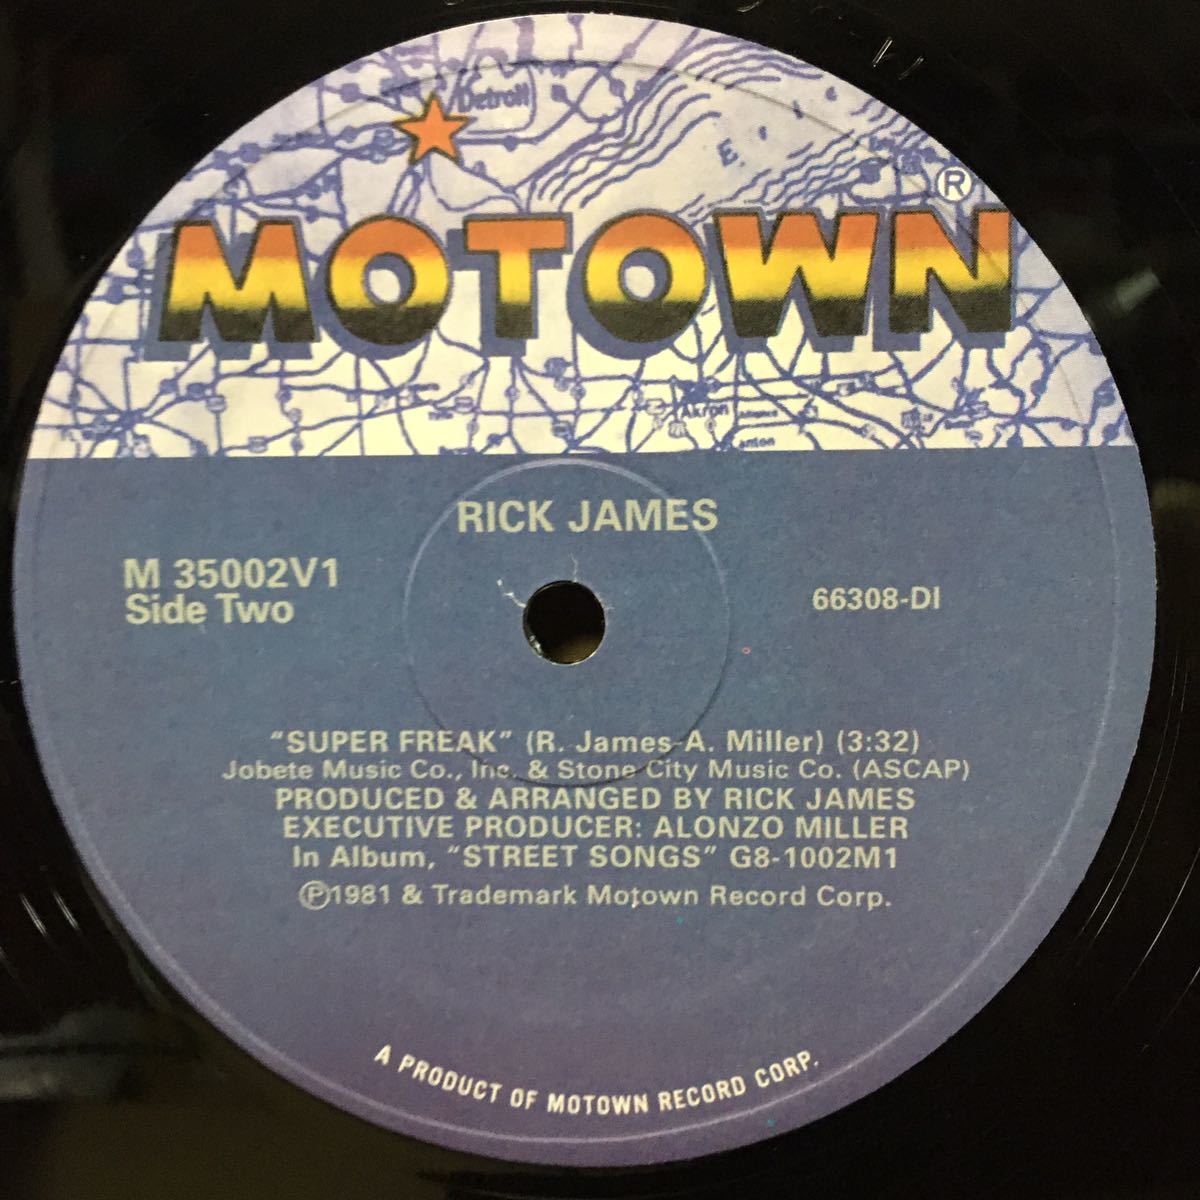 Detroit
E r i e
®
MOTOWN
Akron
anton
RICK JAMES
M 35002V1
Side Two
66308-DI
"SUPER FREAK" (R. James-A. Miller) (3:32)
Jobete Music Co., Inc. & Stone City Music Co. (ASCAP)
PRODUCED & ARRANGED BY RICK JAMES
EXECUTIVE PRODUCER: ALONZO MILLER
In Album, "STREET SONGS" G8-1002M1
℗1981 & Trademark Motown Record Corp.
A PRODUCT OF MOTOWN RECORD CORP.